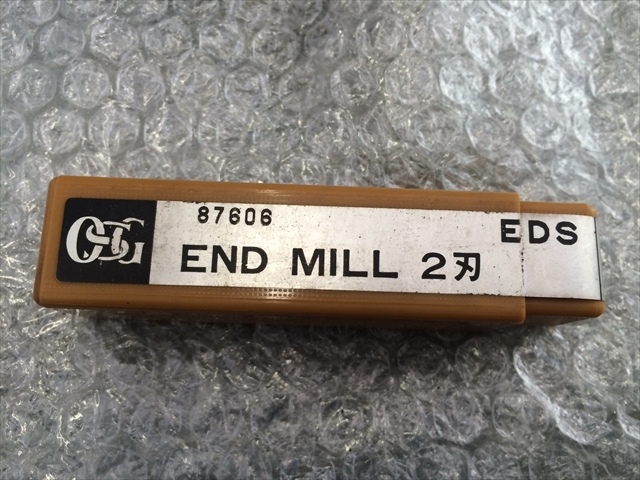 OSG
87606
EDS
END MILL 2刃